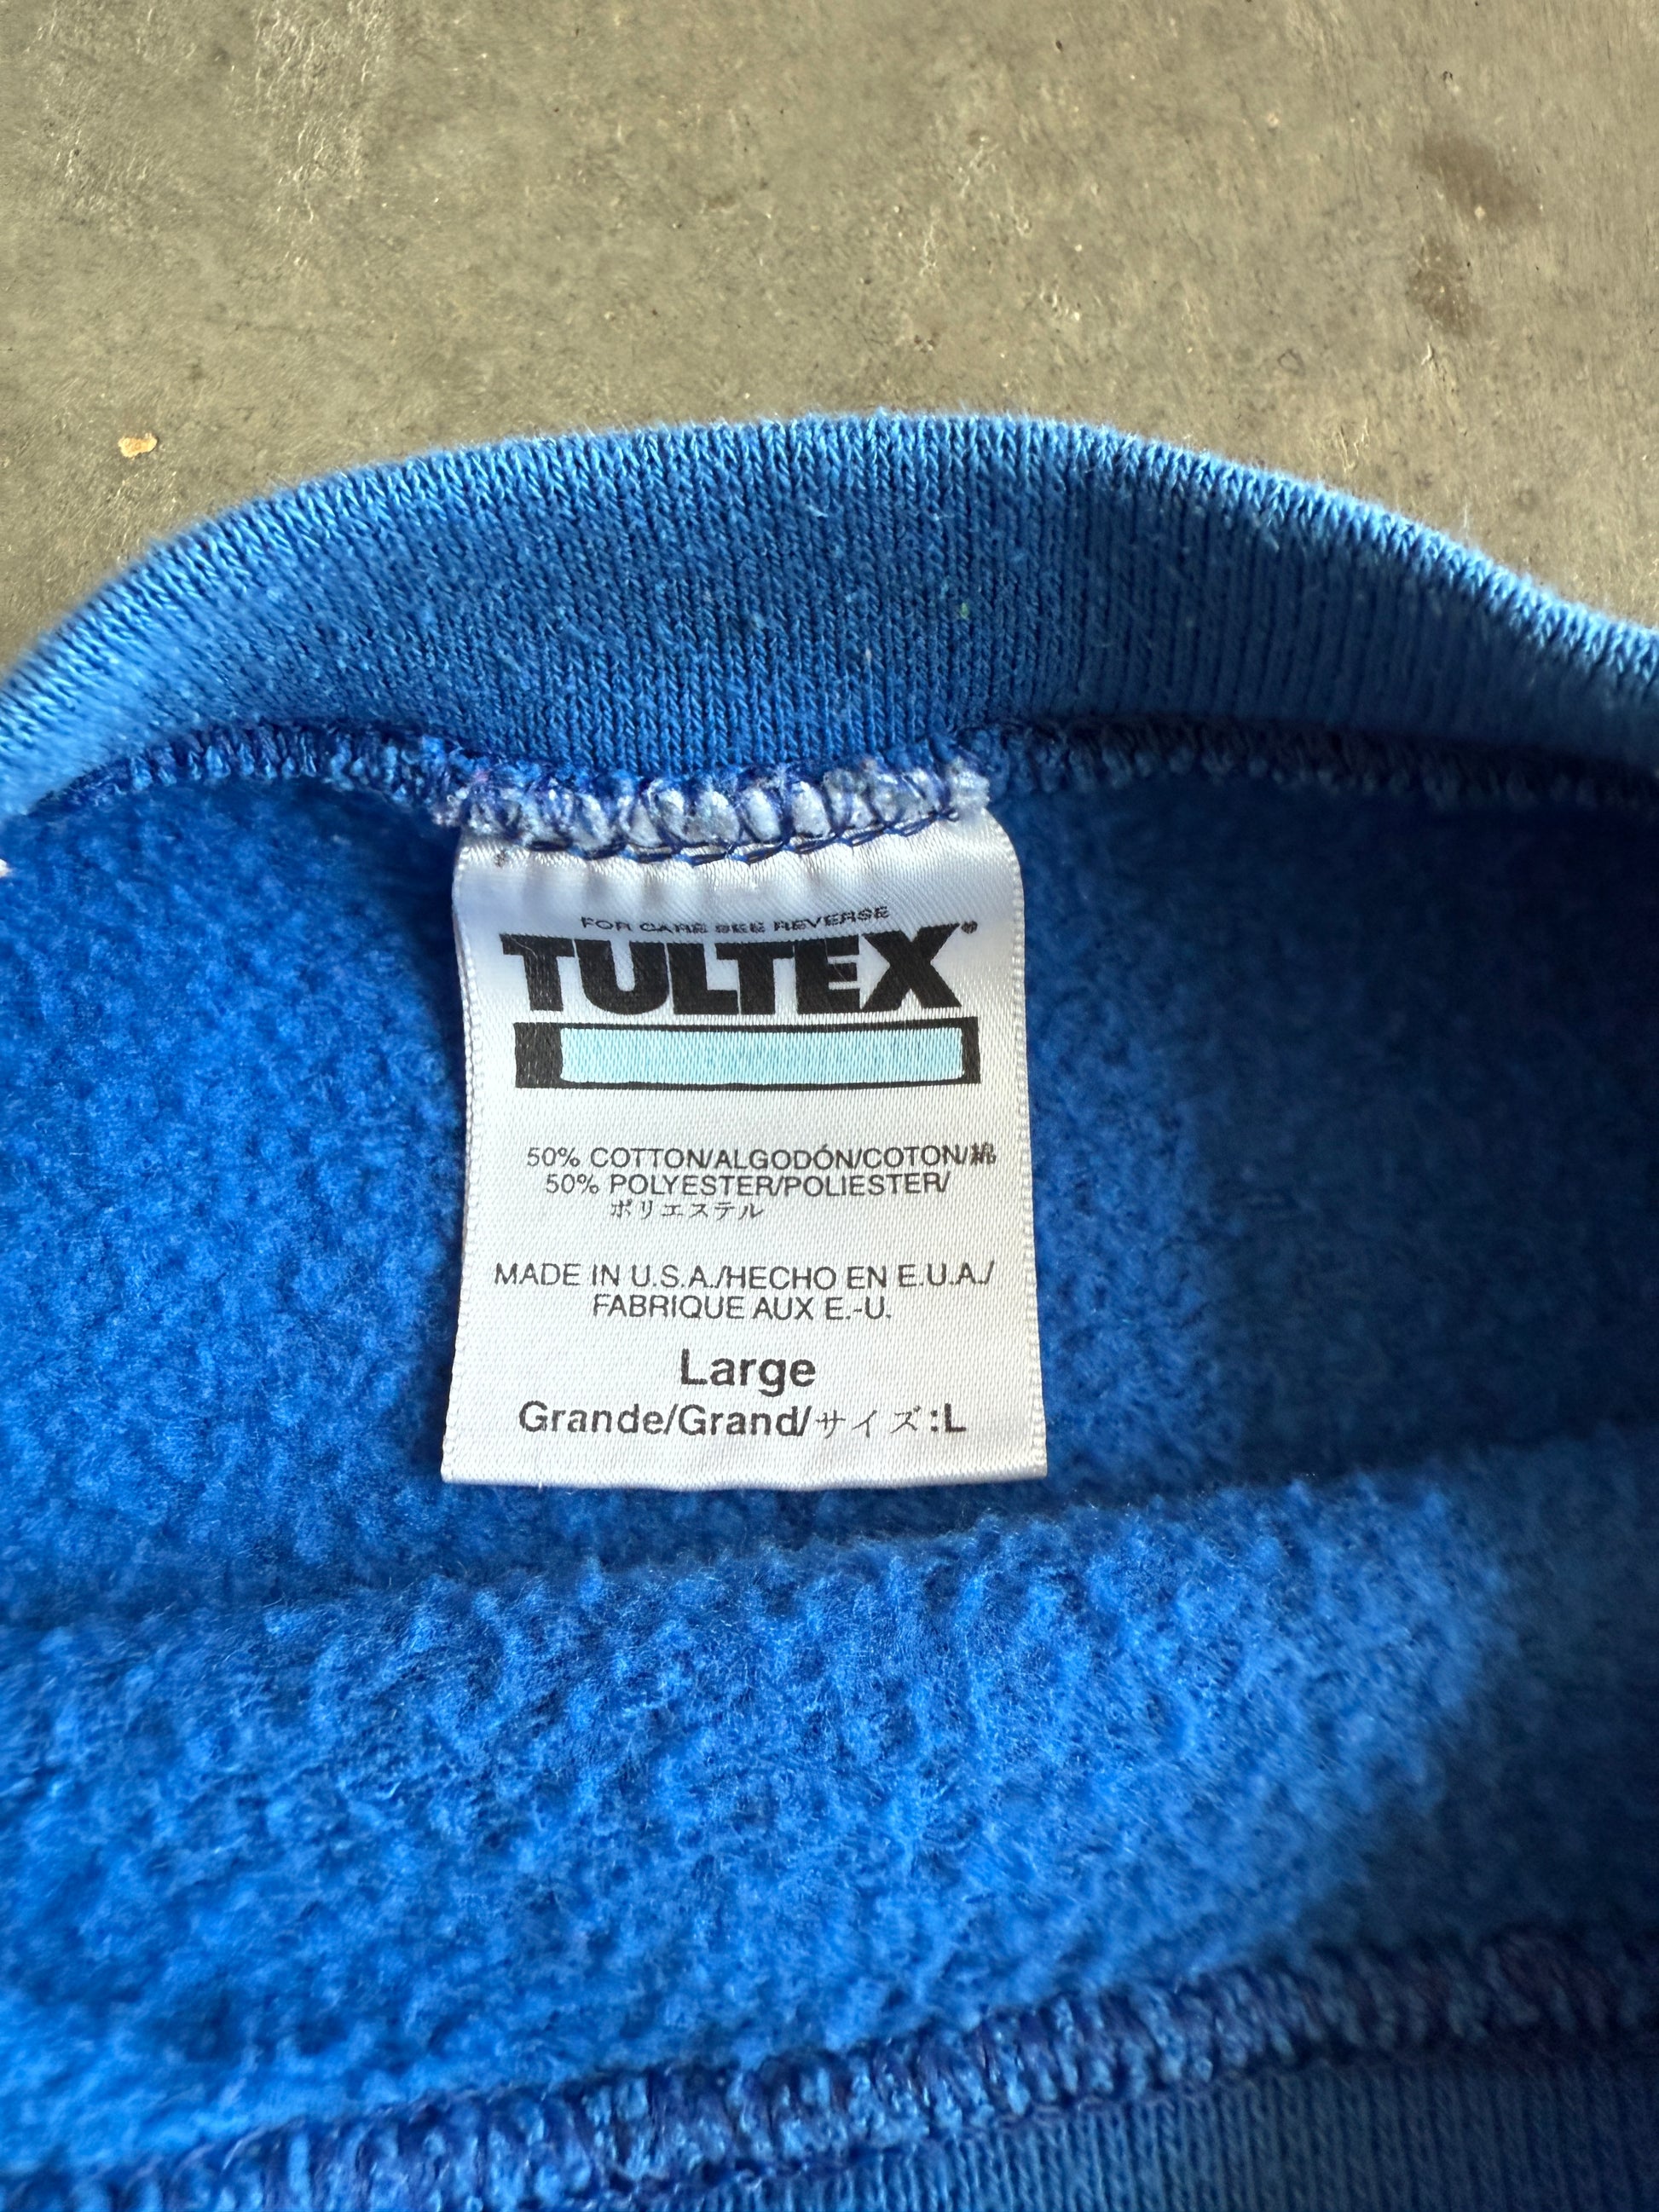 FOR CARE SEE REVERSE
TULTEX®
50% COTTON/ALGODÓN/COTON/綿
50% POLYESTER/POLIESTER/
ポリエステル
MADE IN U.S.A./HECHO EN E.U.A./
FABRIQUE AUX E.-U.
Large
Grande/Grand/サイズ:L